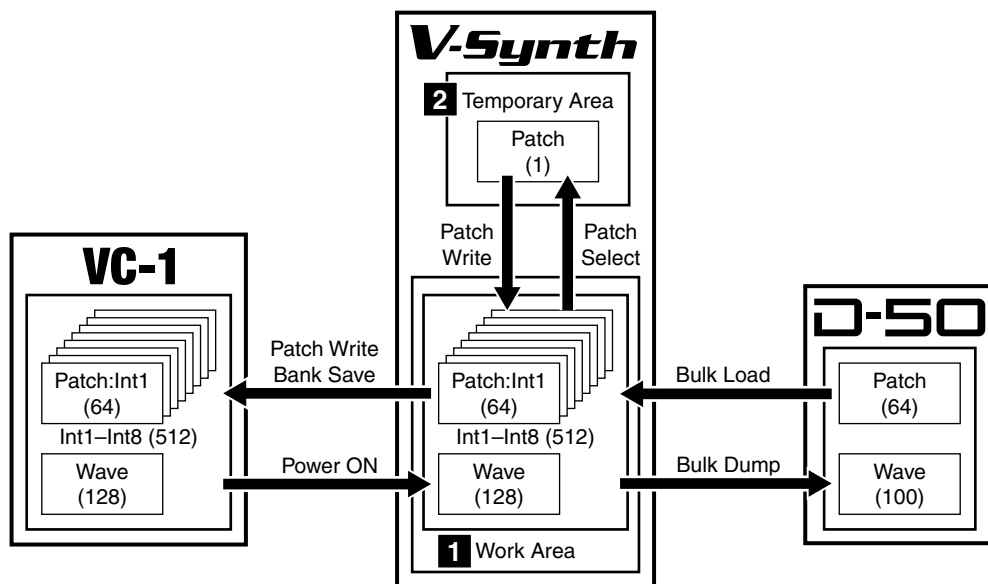 V-Synth
2 Temporary Area
Patch
(1)
Patch
Write
Patch
Select
VC-1
Patch:Int1
(64)
Int1–Int8 (512)
Wave
(128)
Patch Write
Bank Save
Power ON
Patch:Int1
(64)
Int1–Int8 (512)
Wave
(128)
1 Work Area
Bulk Load
Bulk Dump
D-50
Patch
(64)
Wave
(100)